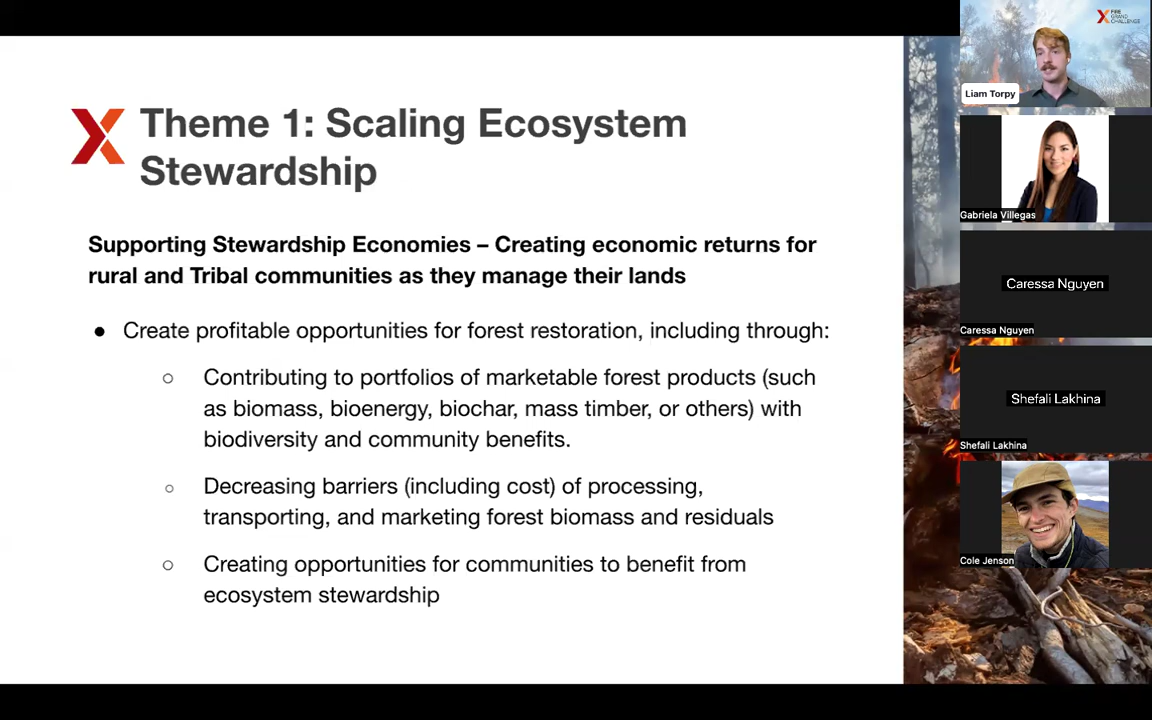 Theme 1: Scaling Ecosystem
Stewardship
Supporting Stewardship Economies – Creating economic returns for
rural and Tribal communities as they manage their lands
● Create profitable opportunities for forest restoration, including through:
○ Contributing to portfolios of marketable forest products (such
as biomass, bioenergy, biochar, mass timber, or others) with
biodiversity and community benefits.
○ Decreasing barriers (including cost) of processing,
transporting, and marketing forest biomass and residuals
○ Creating opportunities for communities to benefit from
ecosystem stewardship
FIRE
GRAND
CHALLENGE
Liam Torpy
Gabriela Villegas
Caressa Nguyen
Caressa Nguyen
Shefali Lakhina
Shefali Lakhina
Cole Jenson